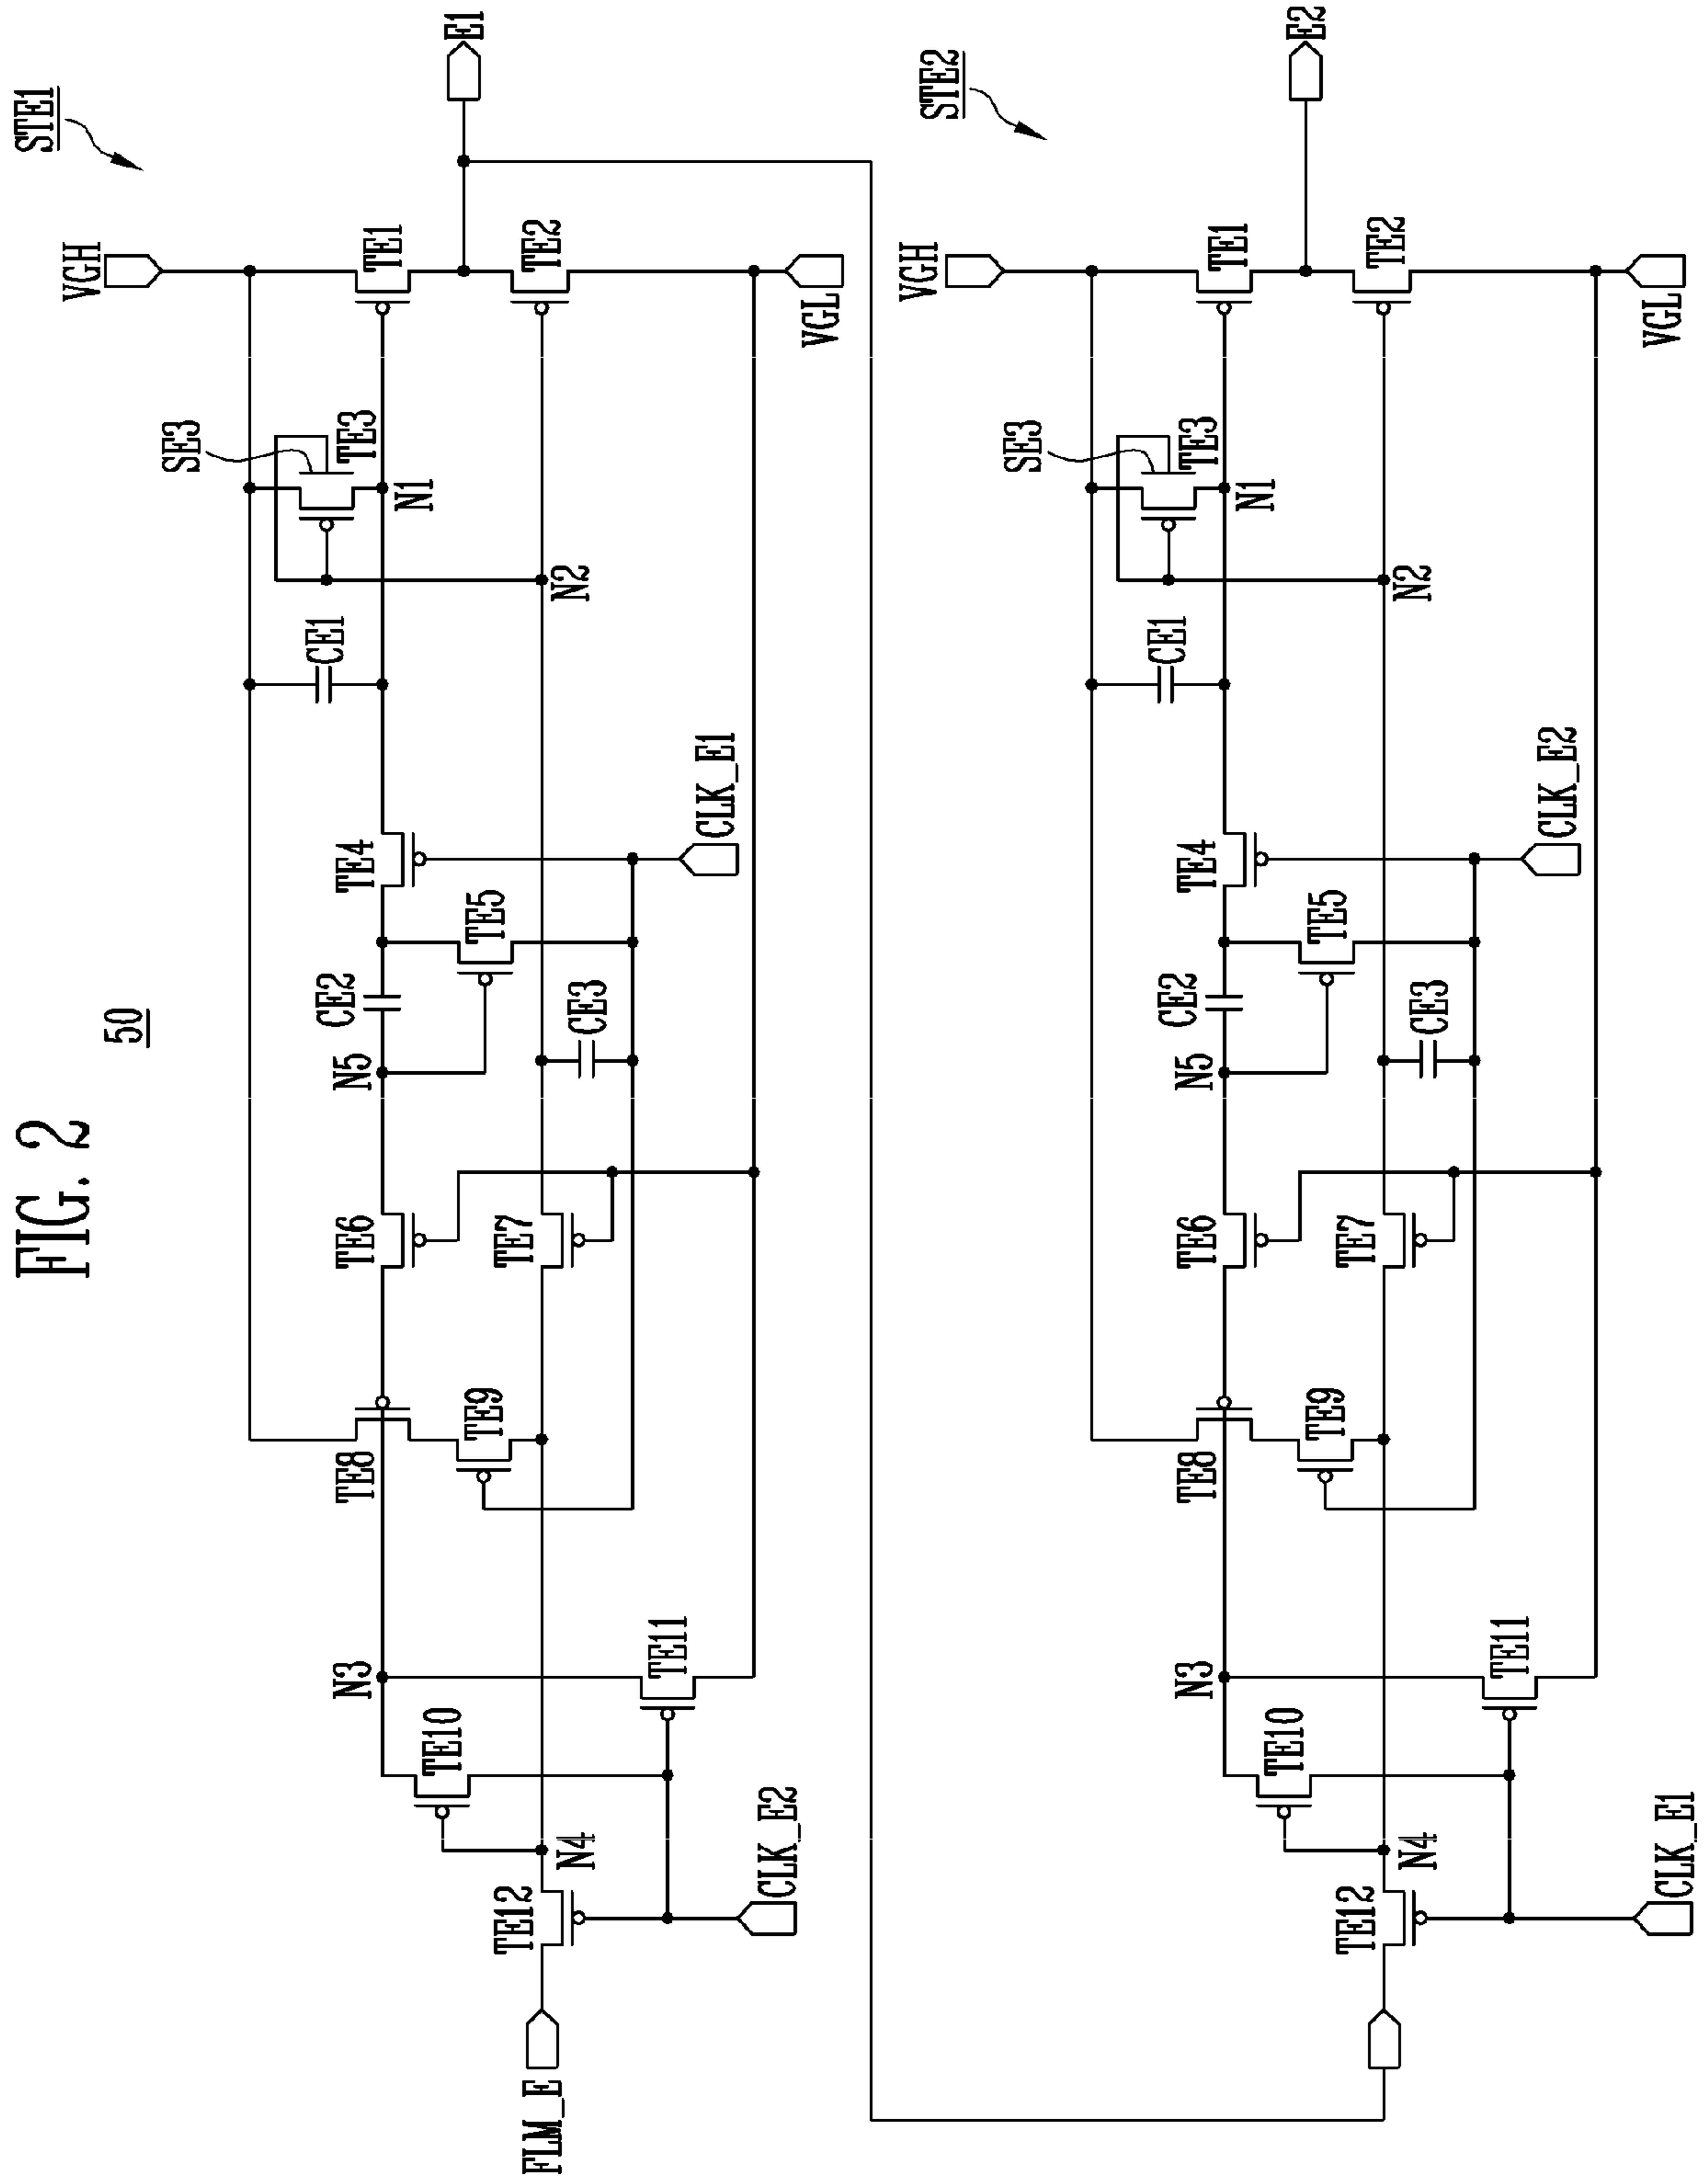 FIG. 2
50
STE1
VGH
SE3
TE1
TE3
CE1
N1
E1
TE2
N2
TE4
CE2
N5
TE5
CE3
TE6
TE7
TE8
TE9
N3
TE10
TE11
N4
TE12
FLM_E
CLK_E1
CLK_E2
VGL
STE2
VGH
SE3
TE1
TE3
CE1
N1
E2
TE2
N2
TE4
CE2
N5
TE5
CE3
TE6
TE7
TE8
TE9
N3
TE10
TE11
N4
TE12
CLK_E2
CLK_E1
VGL